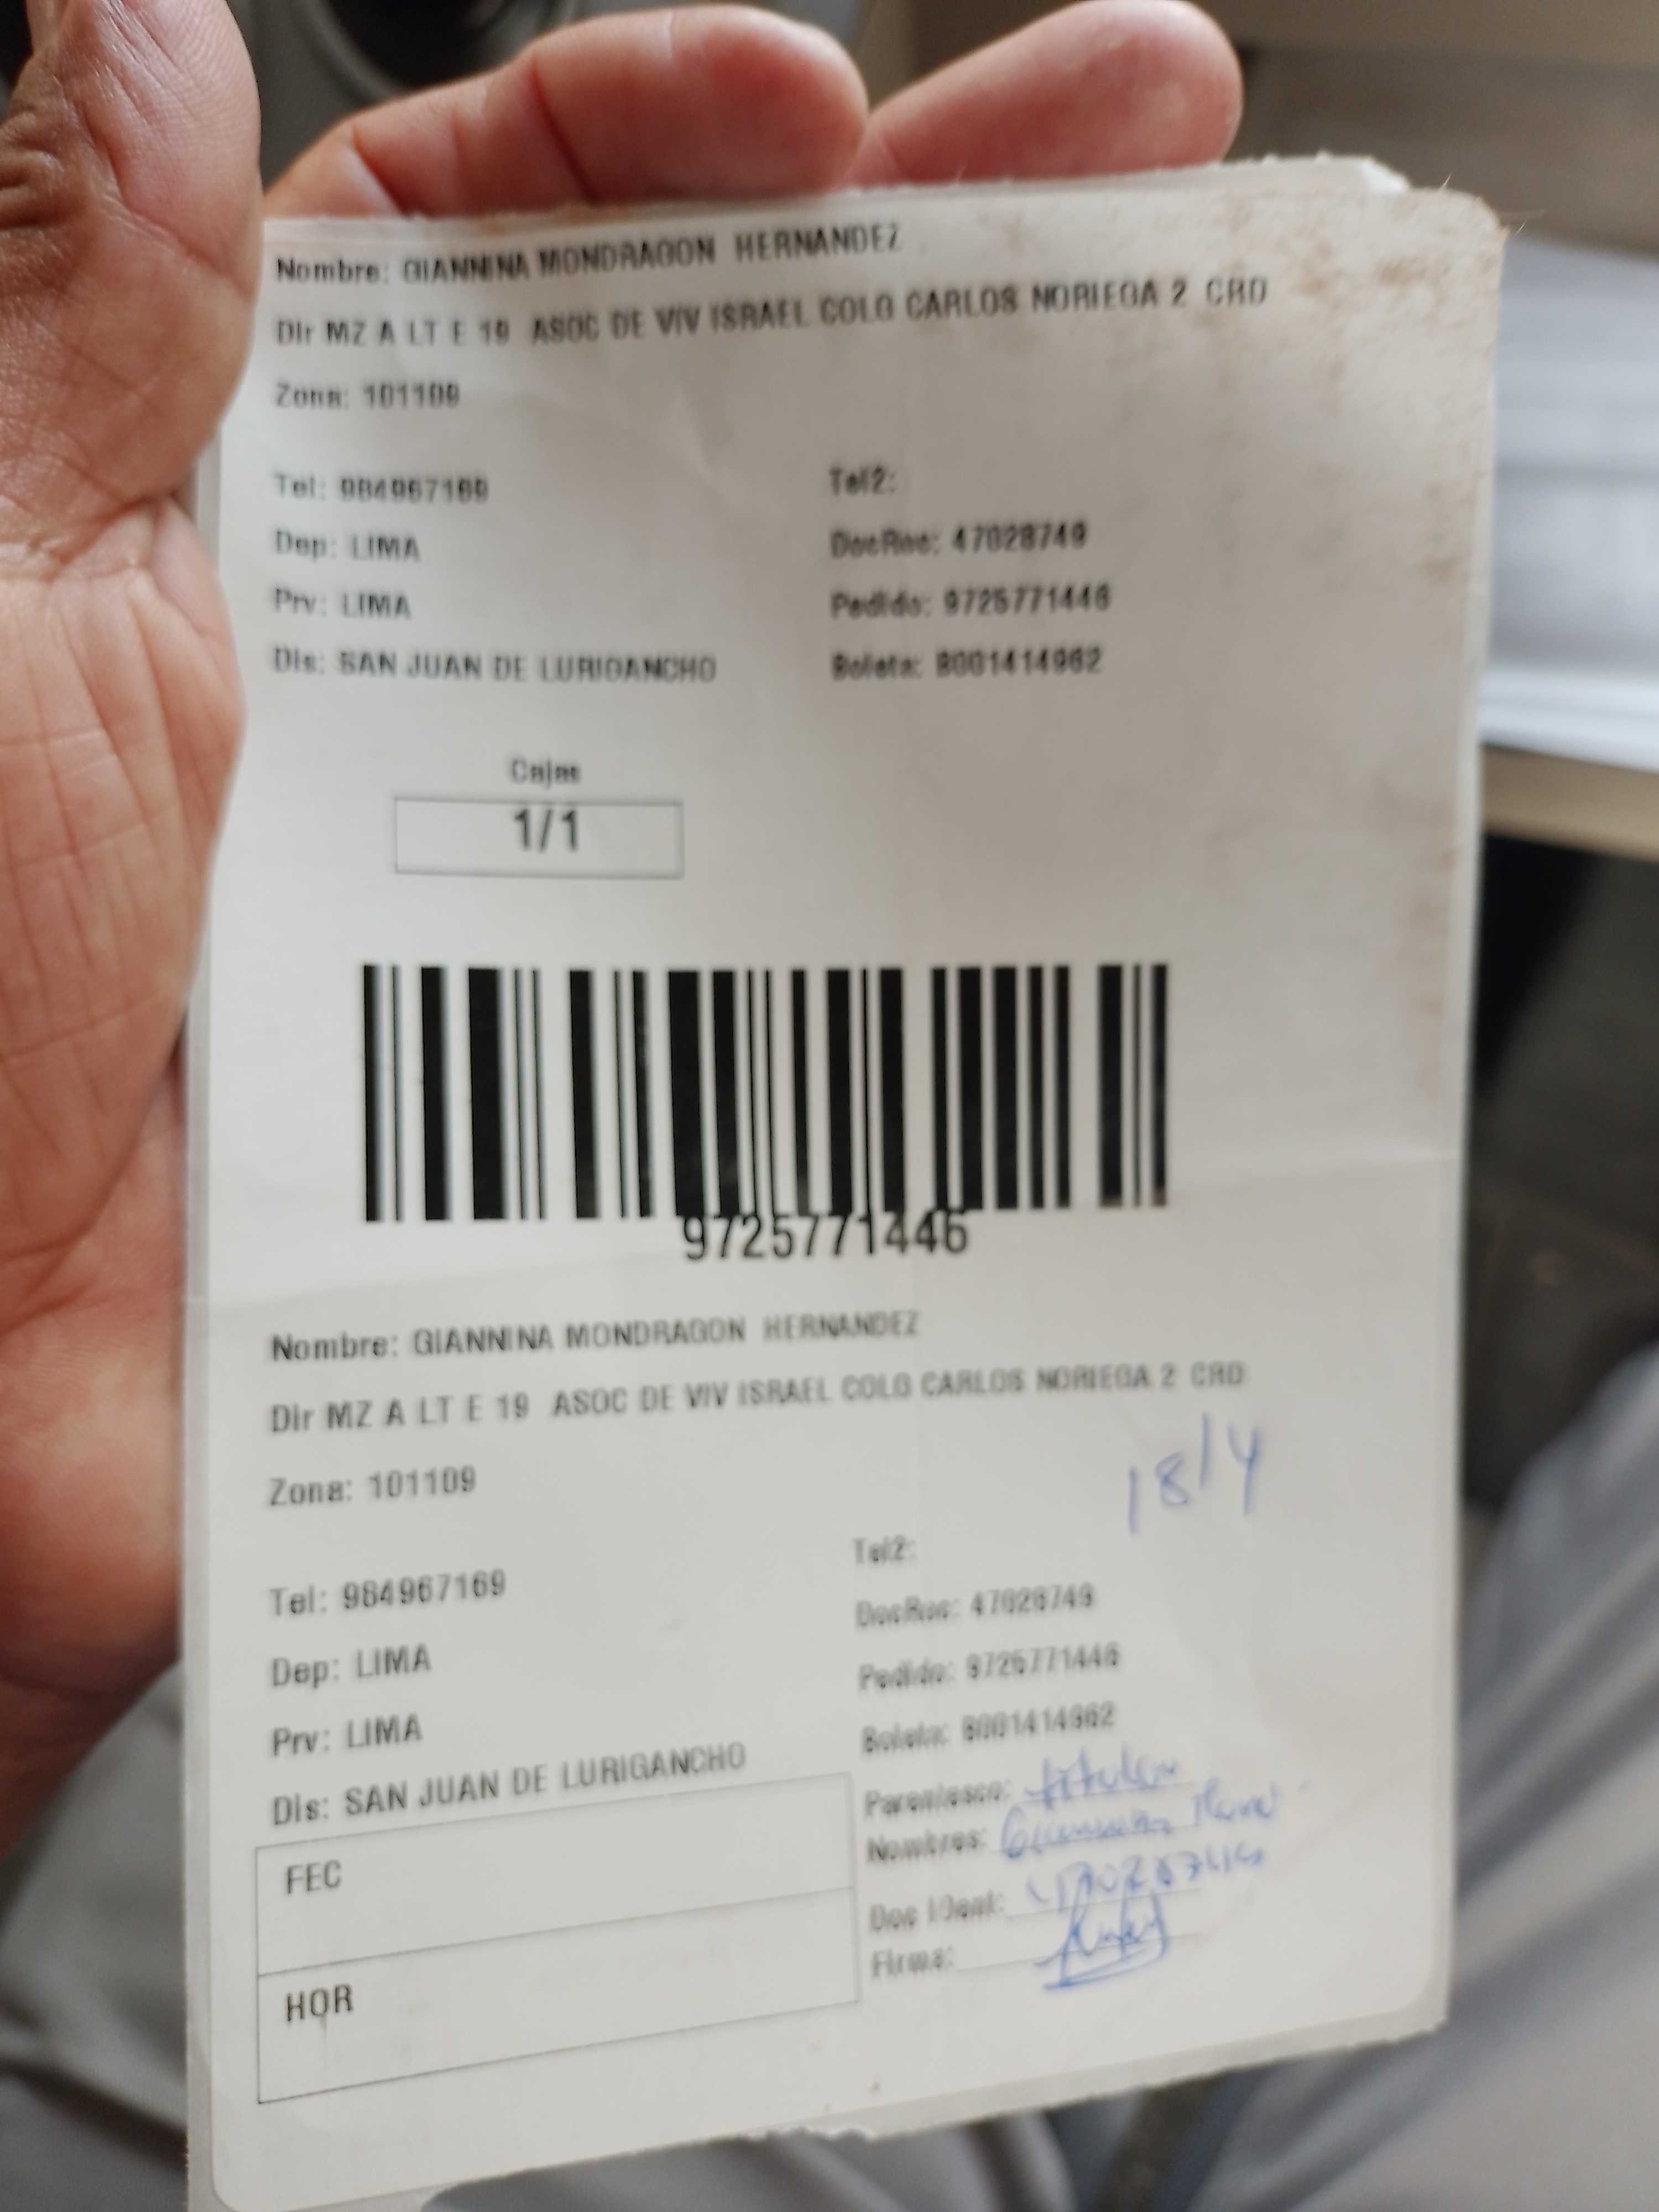 Nombre: GIANNINA MONDRAGON HERNANDEZ
Dir MZ A LT E 19 ASOC DE VIV ISRAEL COLG CARLOS NORIEGA 2 CRD
Zona: 101109
Tel: 984967169 Tel2:
Dep: LIMA DocRec: 47028749
Prv: LIMA Pedido: 9725771446
Dis: SAN JUAN DE LURIGANCHO Boleta: B001414962
Cajas
1/1
9725771446
Nombre: GIANNINA MONDRAGON HERNANDEZ
Dir MZ A LT E 19 ASOC DE VIV ISRAEL COLG CARLOS NORIEGA 2 CRD
Zona: 101109
18/4
Tel: 984967169 Tel2:
Dep: LIMA DocRec: 47028749
Prv: LIMA Pedido: 9725771446
Dis: SAN JUAN DE LURIGANCHO Boleta: B001414962
Parentesco: titular
Nombres:
FEC
Doc IDent: 47028749
Firma:
HOR